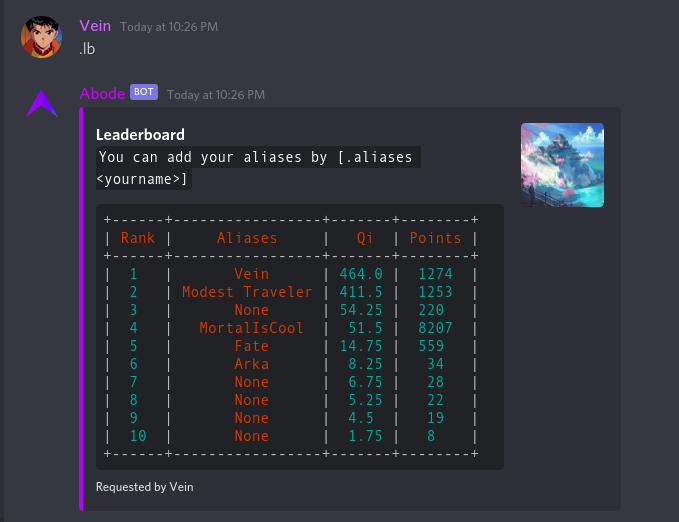 Vein Today at 10:26 PM
.lb
Abode BOT Today at 10:26 PM
Leaderboard
You can add your aliases by [.aliases
<yourname>]
+------+-----------------+-------+--------+
| Rank |     Aliases     |   Qi  | Points |
+------+-----------------+-------+--------+
|  1   |       Vein      | 464.0 |  1274  |
|  2   | Modest Traveler | 411.5 |  1253  |
|  3   |       None      | 54.25 |  220   |
|  4   |   MortalIsCool  |  51.5 |  8207  |
|  5   |       Fate      | 14.75 |  559   |
|  6   |       Arka      |  8.25 |   34   |
|  7   |       None      |  6.75 |   28   |
|  8   |       None      |  5.25 |   22   |
|  9   |       None      |  4.5  |   19   |
|  10  |       None      |  1.75 |   8    |
+------+-----------------+-------+--------+
Requested by Vein